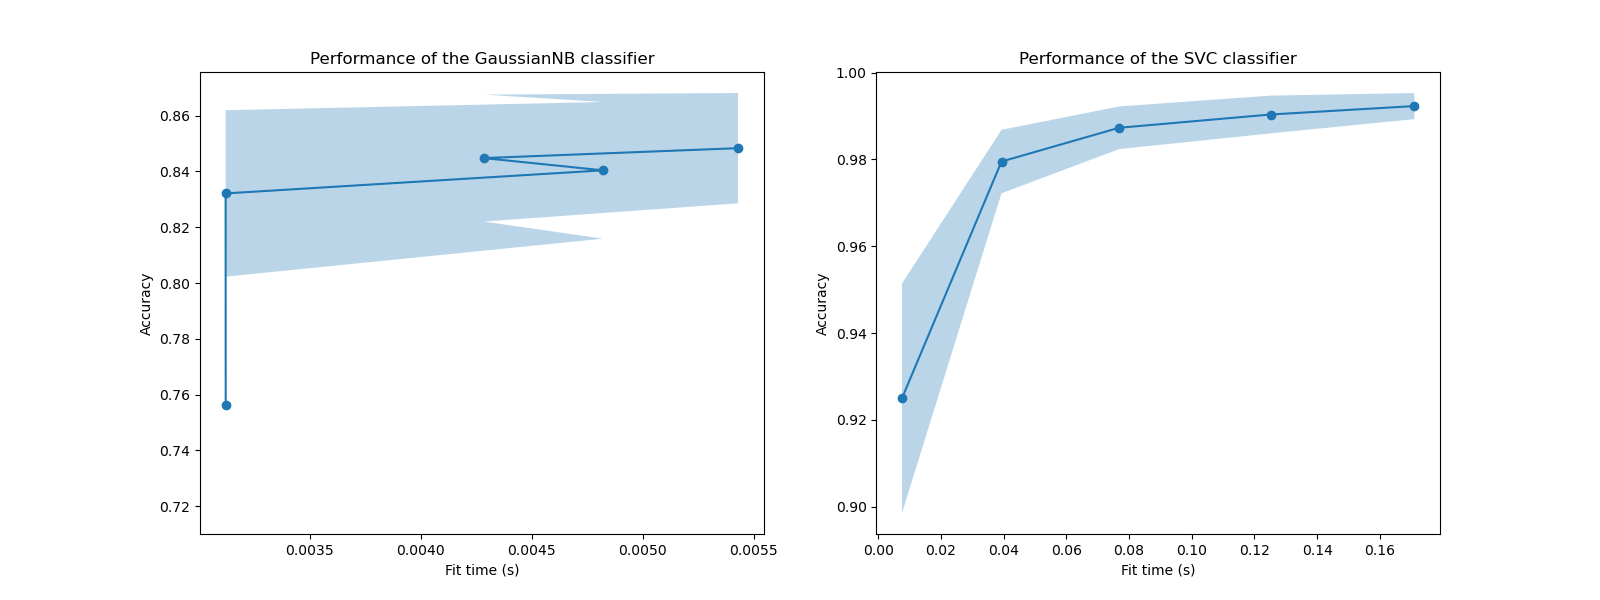 Performance of the GaussianNB classifier
Accuracy
0.86
0.84
0.82
0.80
0.78
0.76
0.74
0.72
0.0035 0.0040 0.0045 0.0050 0.0055
Fit time (s)
Performance of the SVC classifier
Accuracy
1.00
0.98
0.96
0.94
0.92
0.90
0.00 0.02 0.04 0.06 0.08 0.10 0.12 0.14 0.16
Fit time (s)